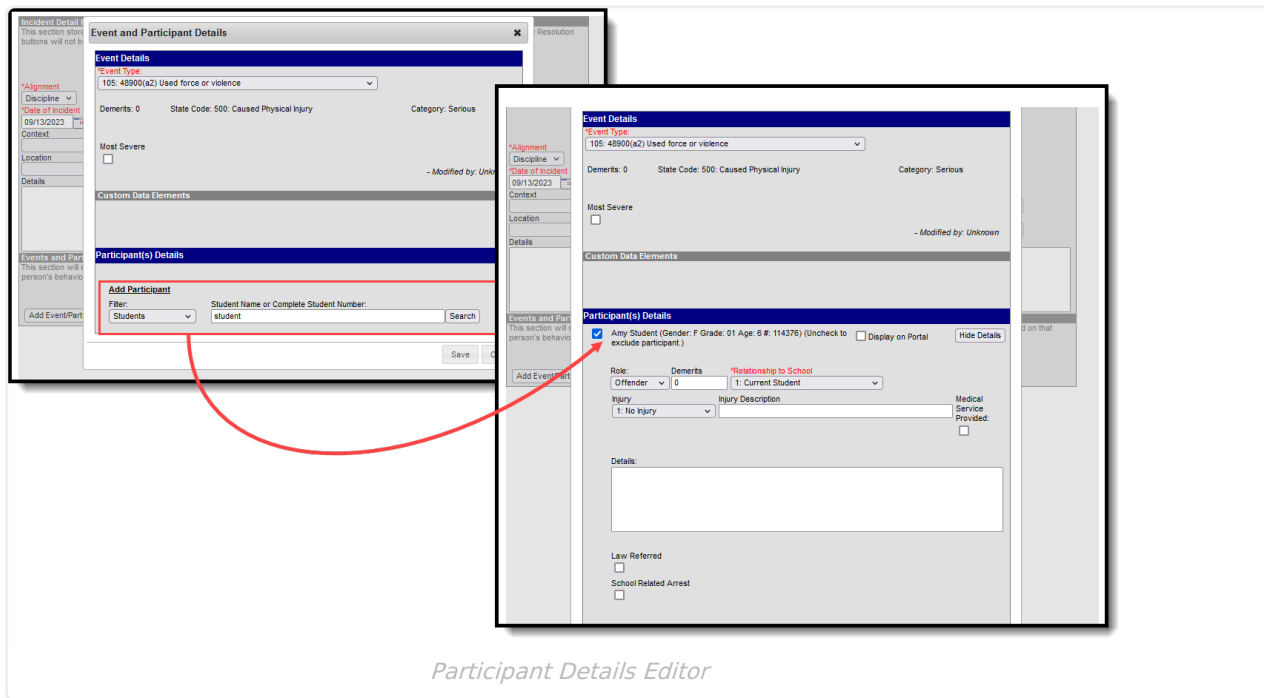 Incident Detail
This section store
buttons will not b
Resolution
Event and Participant Details
Event Details
*Event Type:
105: 48900(a2) Used force or violence
Demerits: 0 State Code: 500: Caused Physical Injury Category: Serious
Most Severe
- Modified by: Unkn
Custom Data Elements
*Alignment
Discipline
*Date of Incident
09/13/2023
Context
Location
Details
Participant(s) Details
Events and Part
This section will s
person's behavio
Add Participant
Filter: Student Name or Complete Student Number:
Students student Search
Add Event/Part
Save C
Event Details
*Event Type:
105: 48900(a2) Used force or violence
Demerits: 0 State Code: 500: Caused Physical Injury Category: Serious
Most Severe
- Modified by: Unknown
Custom Data Elements
*Alignment
Discipline
*Date of Incident
09/13/2023
Context
Location
Details
Events and Part
This section will s
person's behavio
d on that
Add Event/Part
Participant(s) Details
Amy Student (Gender: F Grade: 01 Age: 6 #: 114376) (Uncheck to
exclude participant.)
Display on Portal Hide Details
Role: Demerits *Relationship to School
Offender 0 1: Current Student
Injury Injury Description Medical
Service
Provided:
1: No Injury
Details:
Law Referred
School Related Arrest
Participant Details Editor